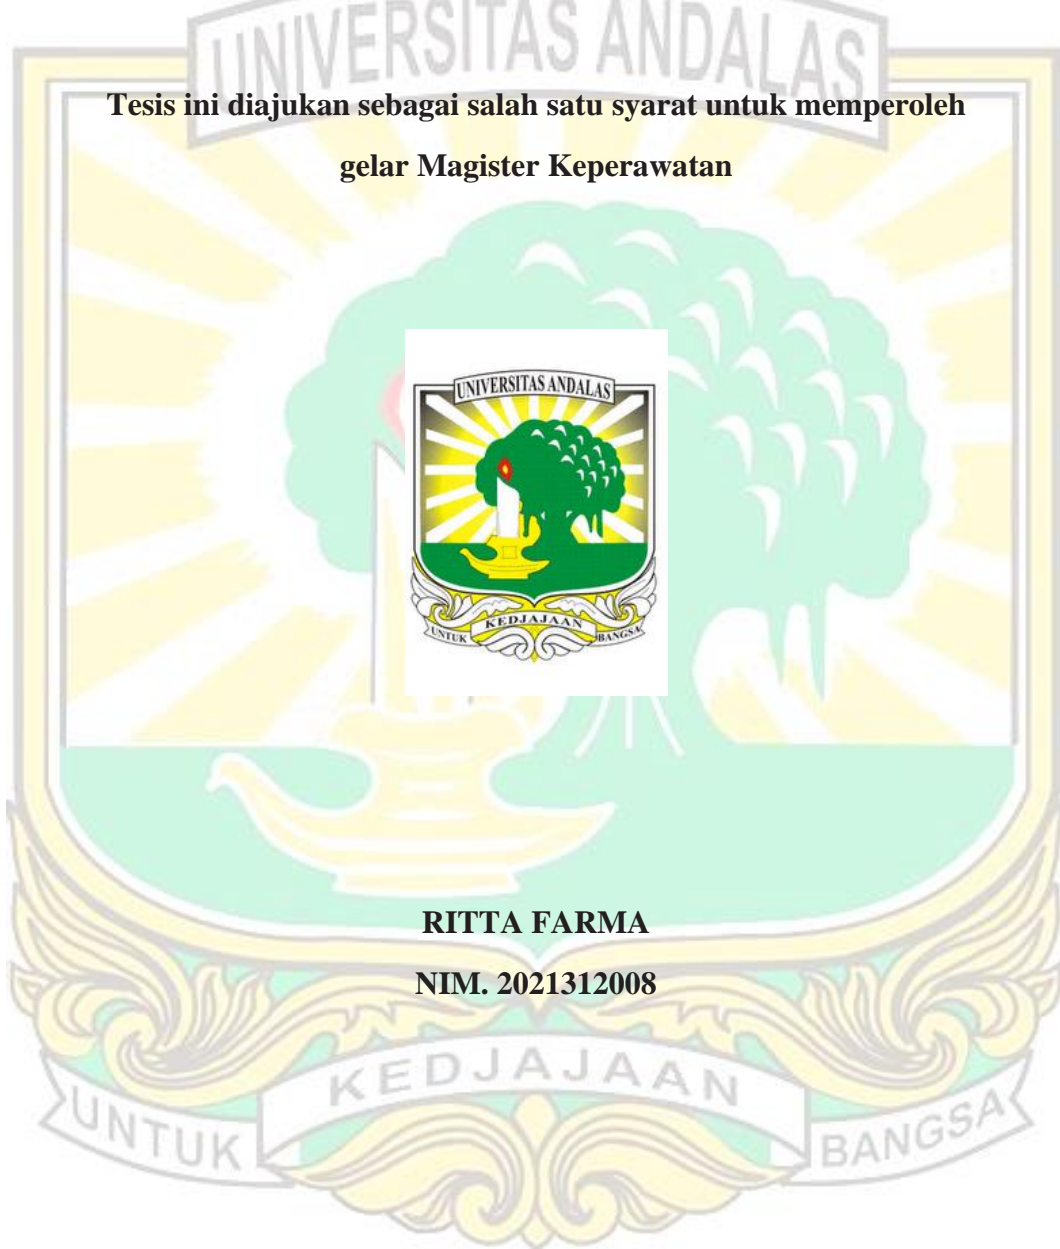 UNIVERSITAS ANDALAS
Tesis ini diajukan sebagai salah satu syarat untuk memperoleh
gelar Magister Keperawatan
UNIVERSITAS ANDALAS
UNTUK KEDJAJAAN BANGSA
RITTA FARMA
NIM. 2021312008
UNTUK KEDJAJAAN BANGSA